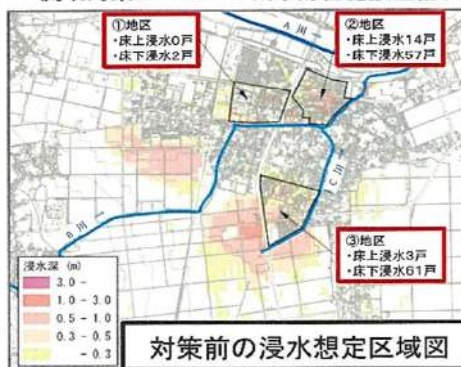 ①地区
・床上浸水0戸
・床下浸水2戸
②地区
・床上浸水14戸
・床下浸水57戸
A川
B川
C川
③地区
・床上浸水3戸
・床下浸水61戸
浸水深 (m)
3.0 -
1.0 - 3.0
0.5 - 1.0
0.3 - 0.5
- 0.3
対策前の浸水想定区域図